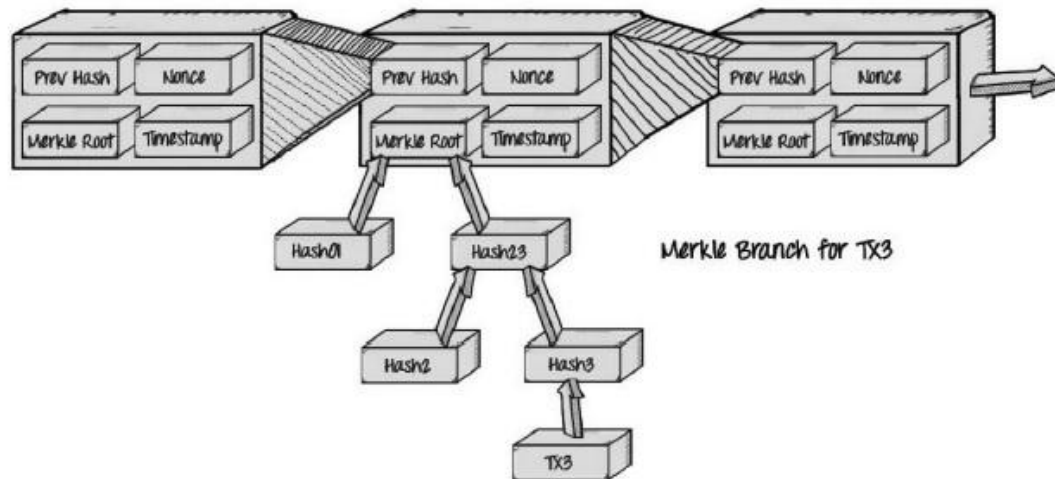 Prev Hash Nonce Prev Hash Nonce Prev Hash Nonce
Merkle Root Timestamp Merkle Root Timestamp Merkle Root Timestamp
Hash01 Hash23 Merkle Branch for TX3
Hash2 Hash3
TX3